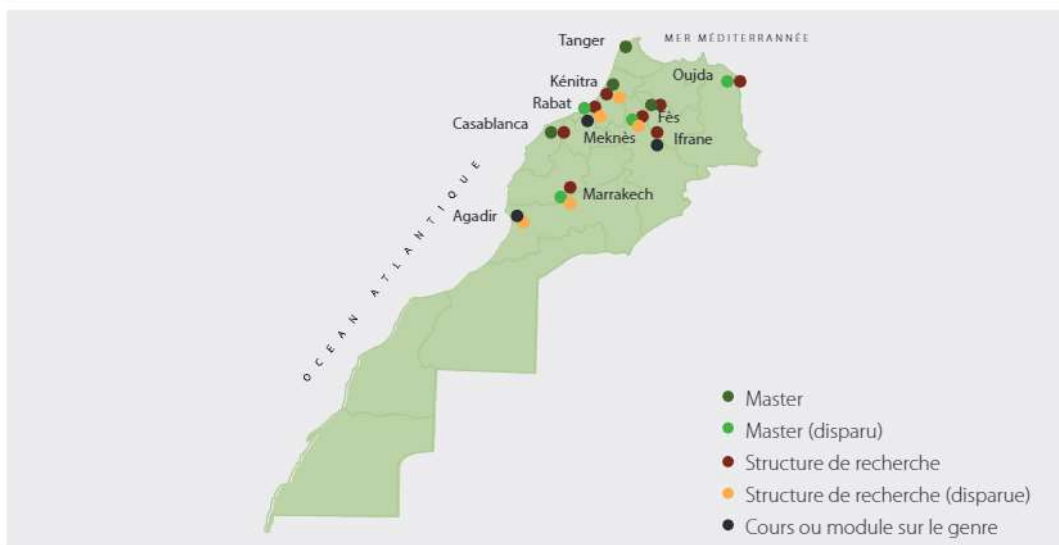 Tanger
MER MÉDITERRANNÉE
Oujda
Kénitra
Rabat
Fès
Casablanca
Meknès
Ifrane
Marrakech
Agadir
OCEAN ATLANTIQUE
Master
Master (disparu)
Structure de recherche
Structure de recherche (disparue)
Cours ou module sur le genre